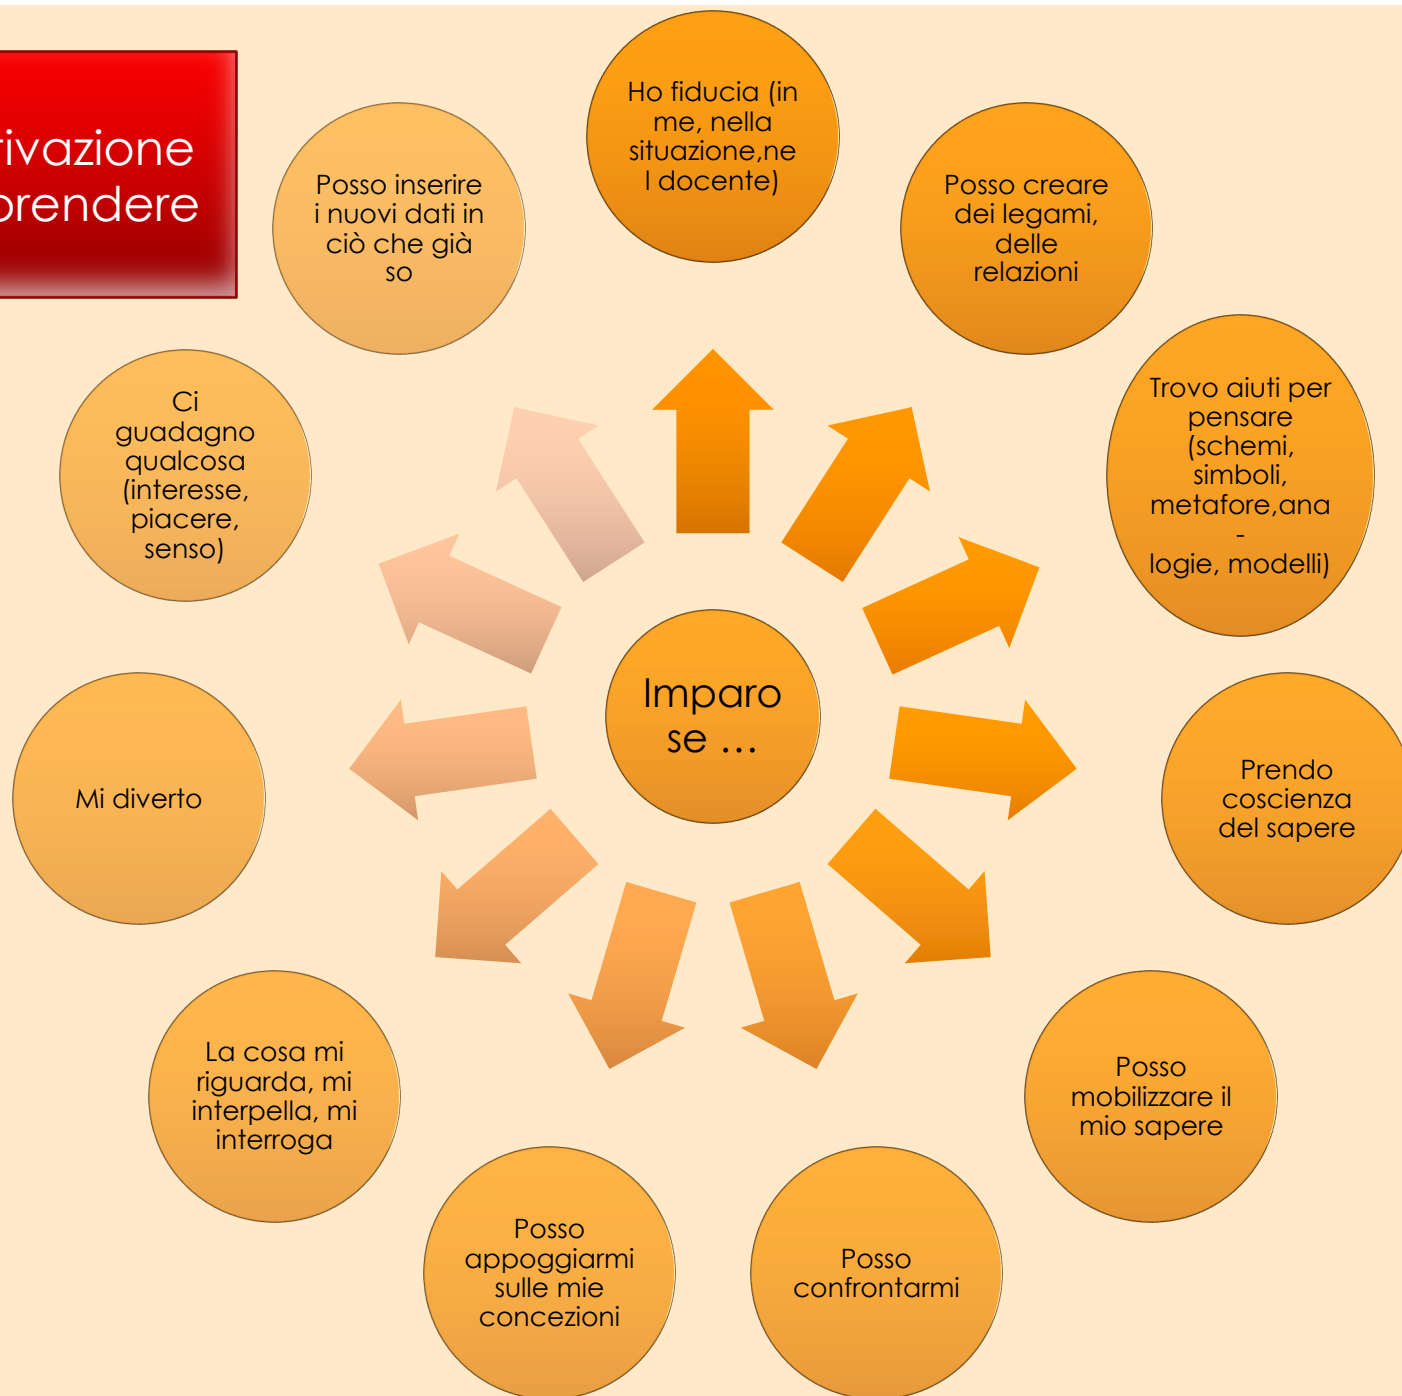 tivazione
prendere
Ho fiducia (in
me, nella
situazione,ne
l docente)
Posso creare
dei legami,
delle
relazioni
Trovo aiuti per
pensare
(schemi,
simboli,
metafore,ana
-
logie, modelli)
Prendo
coscienza
del sapere
Posso
mobilizzare il
mio sapere
Posso
confrontarmi
Posso
appoggiarmi
sulle mie
concezioni
La cosa mi
riguarda, mi
interpella, mi
interroga
Mi diverto
Ci
guadagno
qualcosa
(interesse,
piacere,
senso)
Posso inserire
i nuovi dati in
ciò che già
so
Imparo
se …